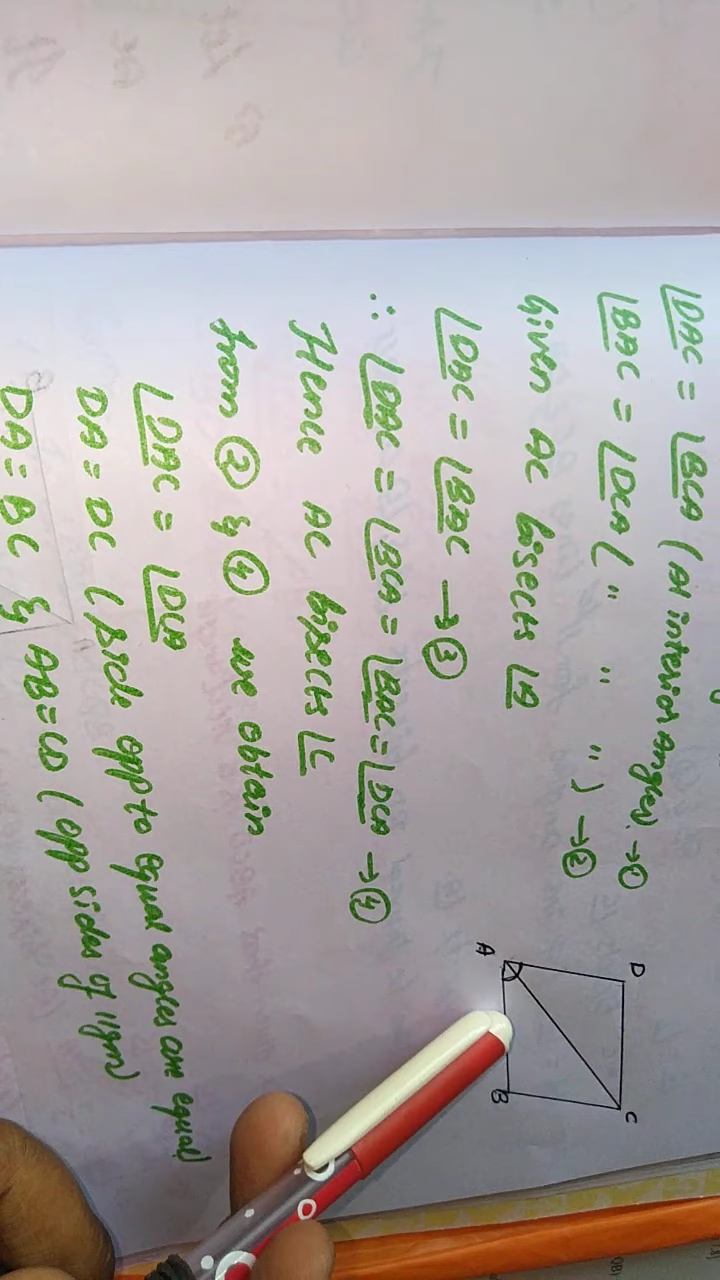 ∠DAC = ∠BCA (Al interior angles) →①
∠BAC = ∠DCA ( " " " ) →②
Given AC bisects ∠A
∠DAC = ∠BAC →③
∴ ∠DAC = ∠BCA = ∠BAC = ∠DCA →④
Hence AC bisects ∠C
from ② & ④ we obtain
∠DAC = ∠DCA
DA = DC (side opp to equal angles are equal
DA = BC & AB = CD (opp sides of 11gm)
D
C
A
B